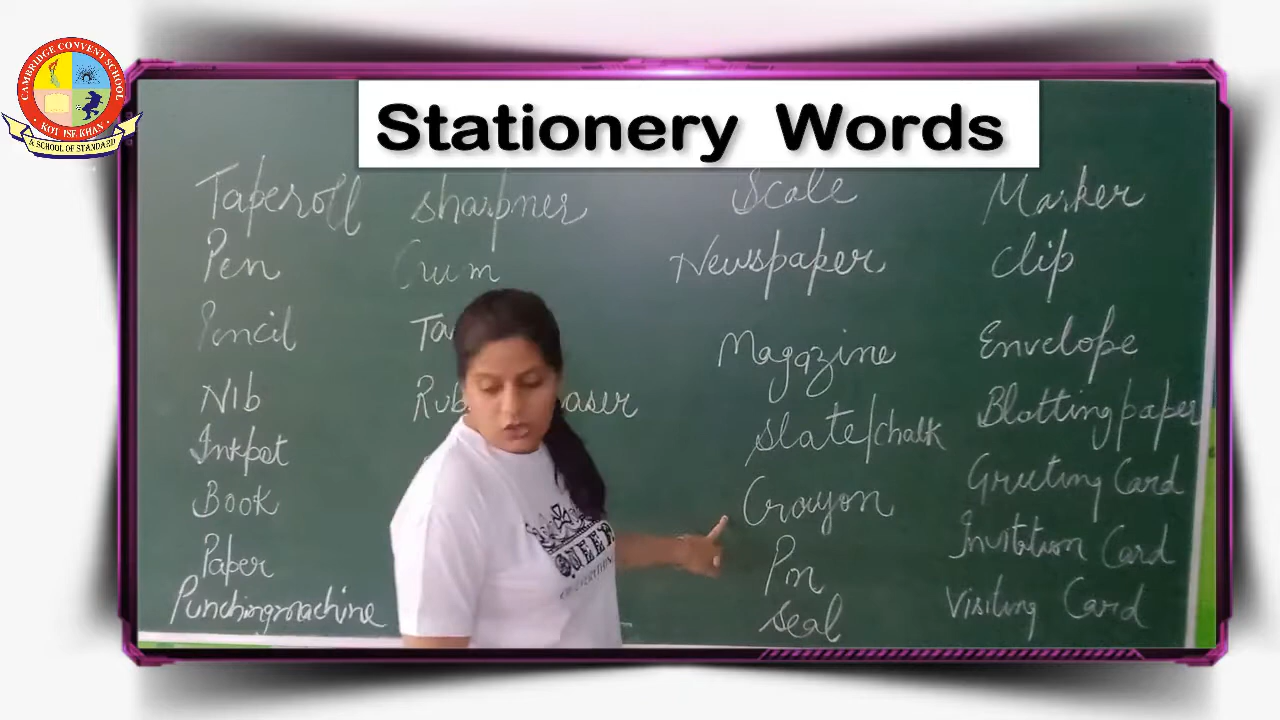 CAMBRIDGE CONVENT SCHOOL
KOT ISE KHAN
A SCHOOL OF STANDARD
Stationery Words
Taperoll
Pen
Pencil
Nib
Inkpot
Book
Paper
Punchingmachine
sharpner
Scale
Newspaper
Magazine
Slate/chalk
Crayon
Pin
Seal
Marker
Clip
Envelope
Blotting paper
Greeting Card
Invitation Card
Visiting Card
QUEEN